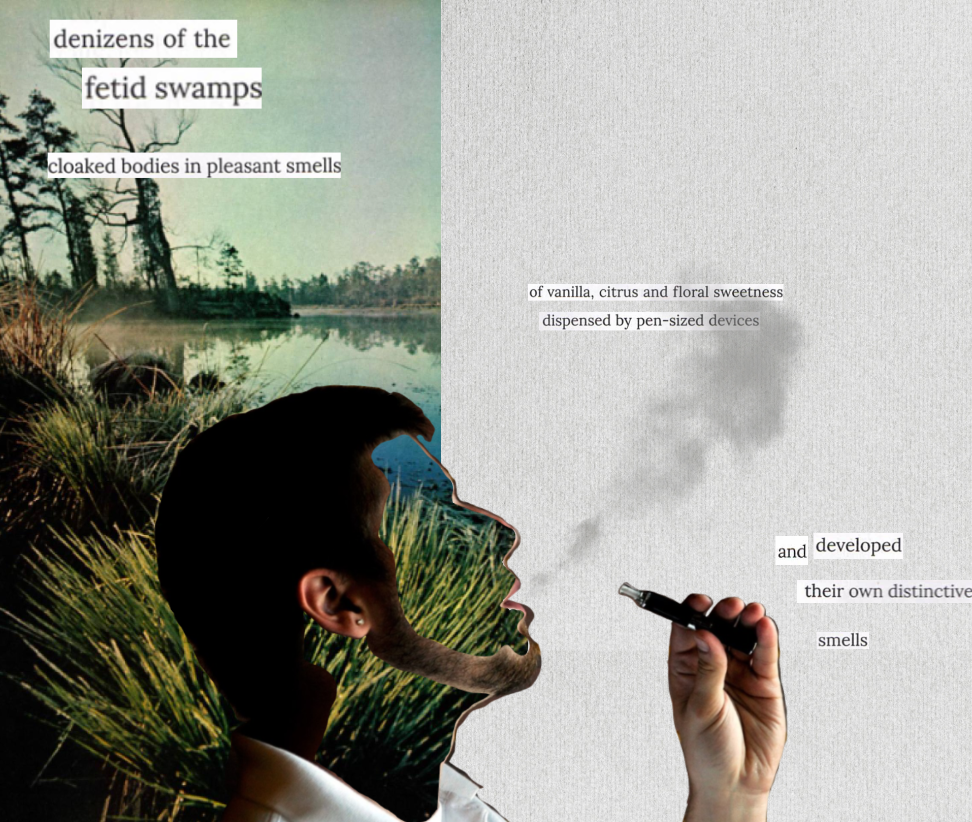 denizens of the
fetid swamps
cloaked bodies in pleasant smells
of vanilla, citrus and floral sweetness
dispensed by pen-sized devices
and developed
their own distinctive
smells